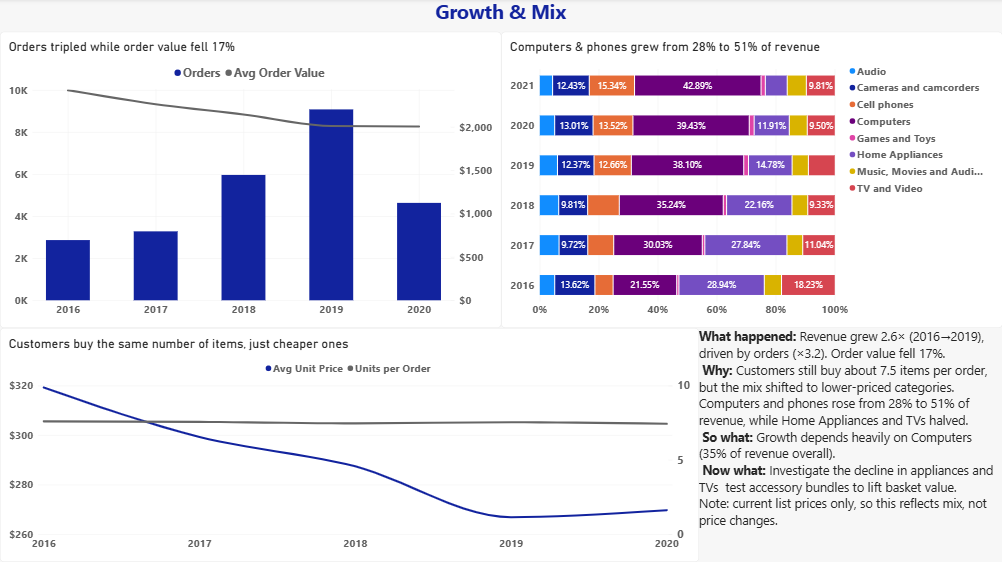 Growth & Mix
Orders tripled while order value fell 17%
Orders Avg Order Value
10K
8K
6K
4K
2K
0K
$2,000
$1,500
$1,000
$500
$0
2016 2017 2018 2019 2020
Computers & phones grew from 28% to 51% of revenue
2021 12.43% 15.34% 42.89% 9.81%
2020 13.01% 13.52% 39.43% 11.91% 9.50%
2019 12.37% 12.66% 38.10% 14.78%
2018 9.81% 35.24% 22.16% 9.33%
2017 9.72% 30.03% 27.84% 11.04%
2016 13.62% 21.55% 28.94% 18.23%
0% 20% 40% 60% 80% 100%
Audio
Cameras and camcorders
Cell phones
Computers
Games and Toys
Home Appliances
Music, Movies and Audi...
TV and Video
Customers buy the same number of items, just cheaper ones
Avg Unit Price Units per Order
$320
$300
$280
$260
10
5
0
2016 2017 2018 2019 2020
What happened: Revenue grew 2.6× (2016→2019),
driven by orders (×3.2). Order value fell 17%.
Why: Customers still buy about 7.5 items per order,
but the mix shifted to lower-priced categories.
Computers and phones rose from 28% to 51% of
revenue, while Home Appliances and TVs halved.
So what: Growth depends heavily on Computers
(35% of revenue overall).
Now what: Investigate the decline in appliances and
TVs test accessory bundles to lift basket value.
Note: current list prices only, so this reflects mix, not
price changes.